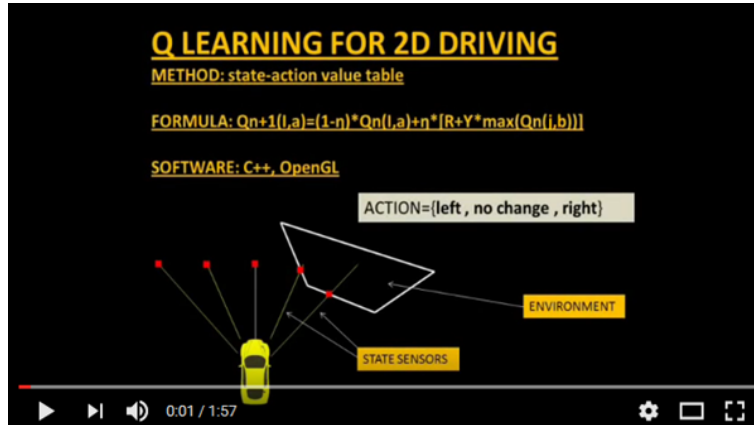 Q LEARNING FOR 2D DRIVING
METHOD: state-action value table
FORMULA: Qn+1(I,a)=(1-η)*Qn(I,a)+η*[R+Y*max(Qn(j,b))]
SOFTWARE: C++, OpenGL
ACTION={left , no change , right}
ENVIRONMENT
STATE SENSORS
0:01 / 1:57